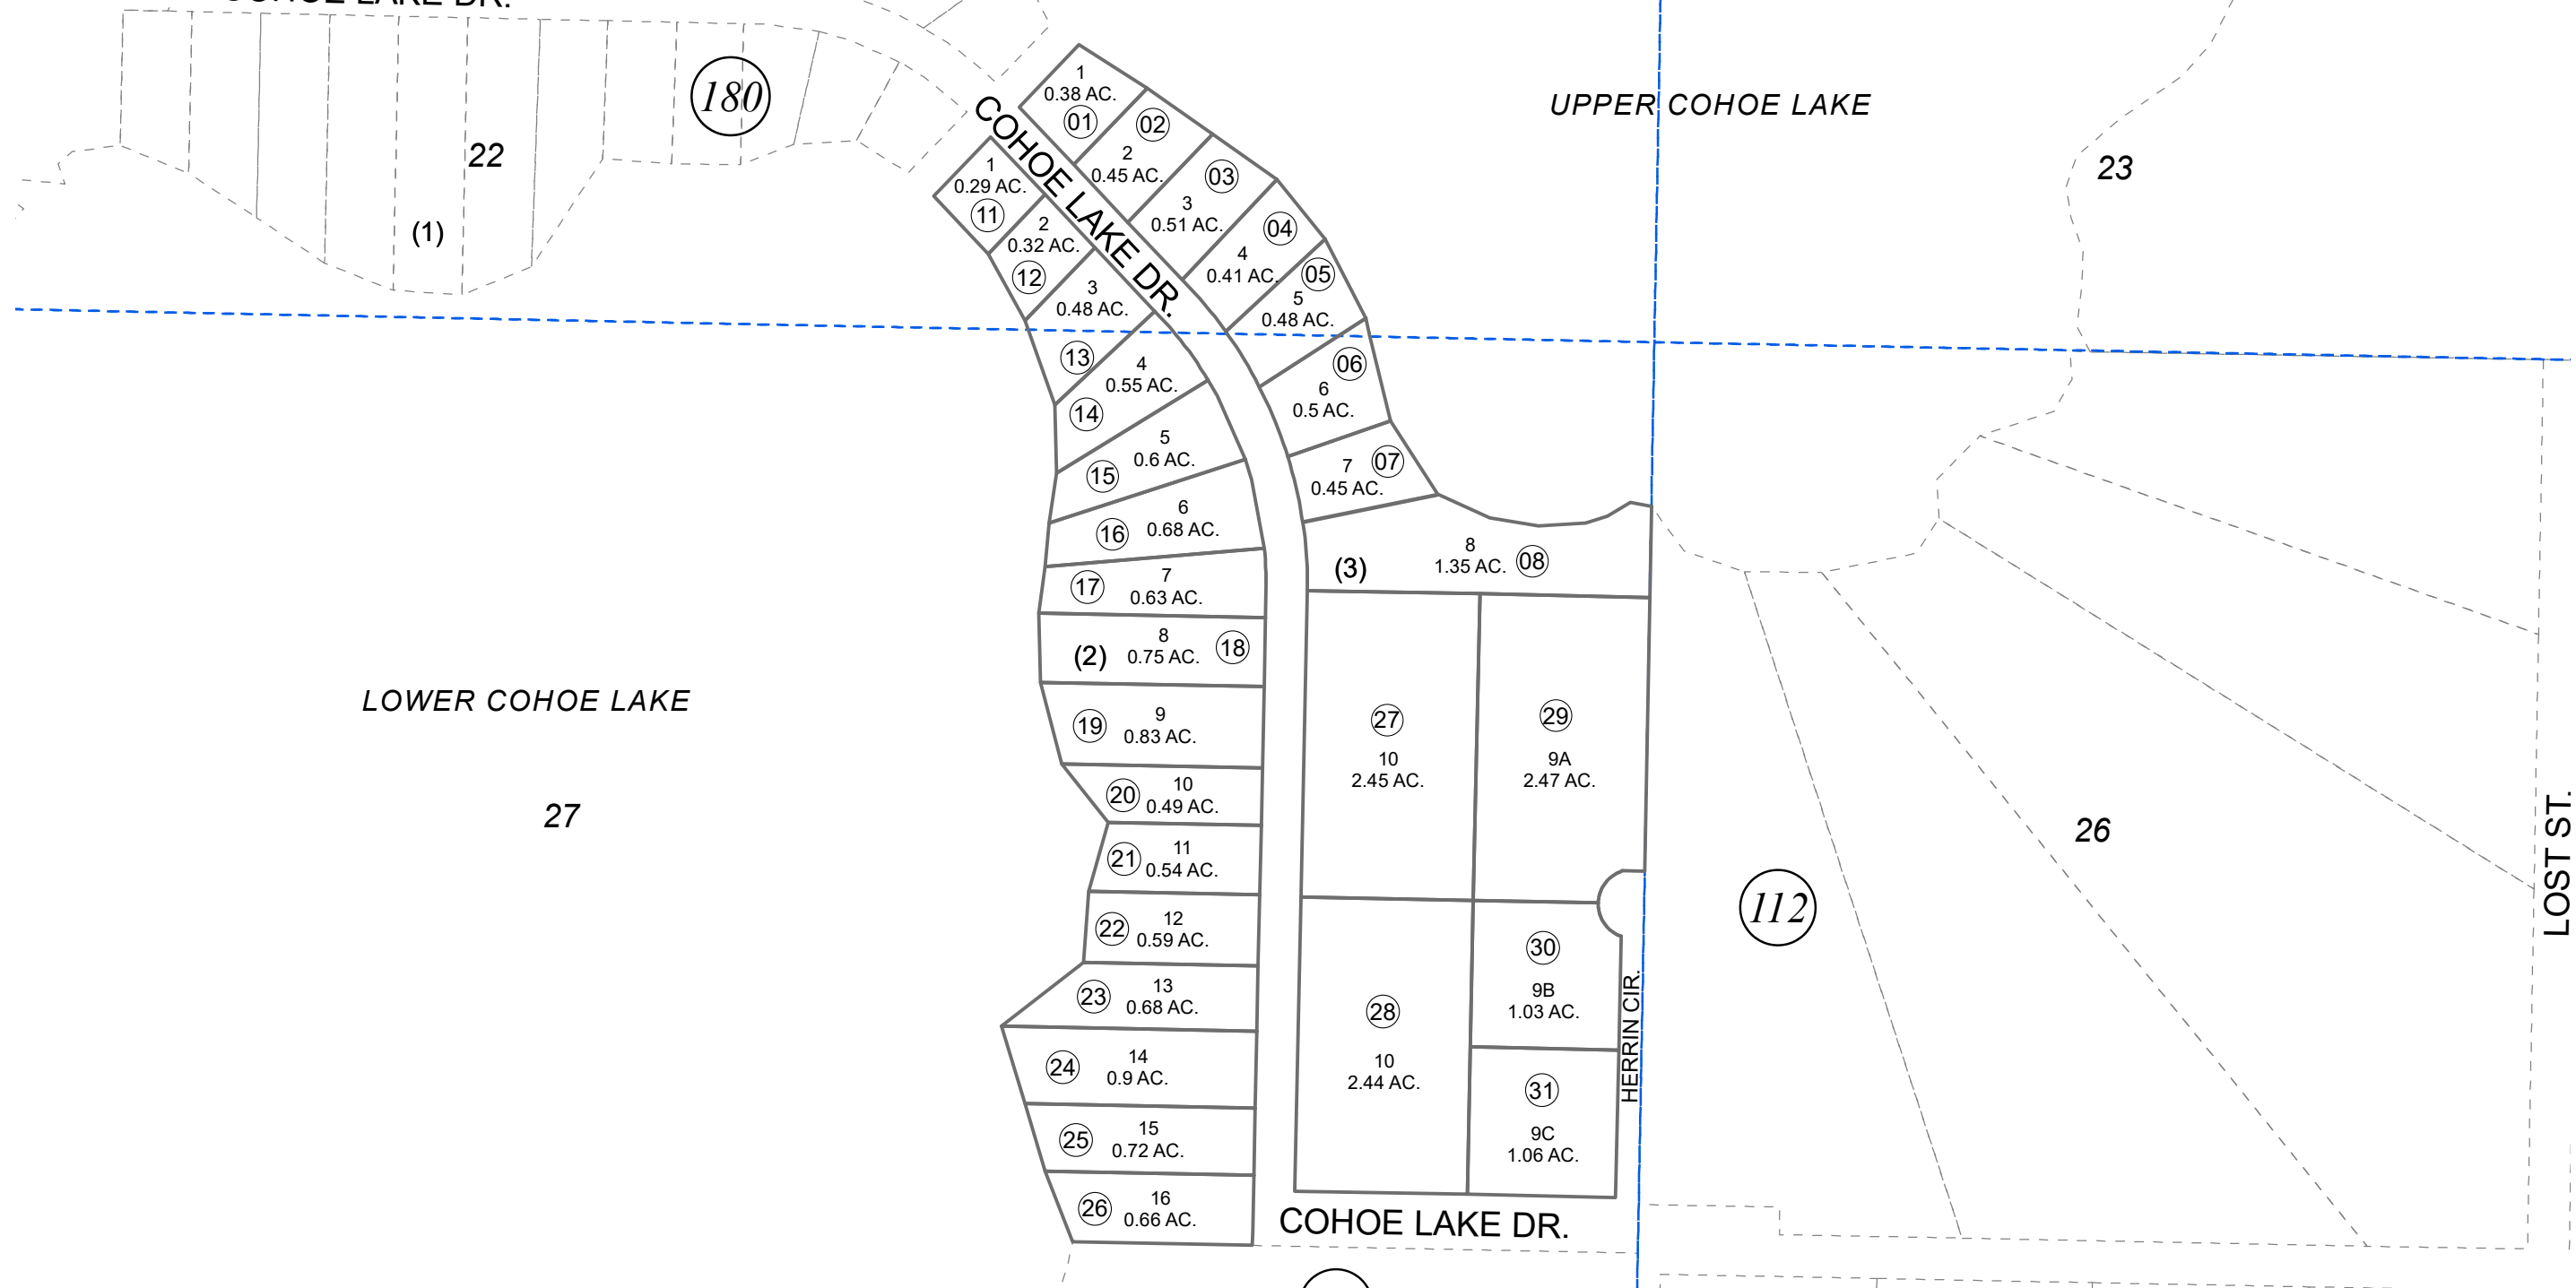 COHOE LAKE DR.
180
22
(1)
UPPER COHOE LAKE
23
COHOE LAKE DR.
1
0.38 AC.
01
02
2
0.45 AC.
03
3
0.51 AC.
04
4
0.41 AC.
05
5
0.48 AC.
06
6
0.5 AC.
07
7
0.45 AC.
8
1.35 AC.
08
(3)
1
0.29 AC.
11
2
0.32 AC.
12
3
0.48 AC.
13
4
0.55 AC.
14
5
0.6 AC.
15
6
0.68 AC.
16
7
0.63 AC.
17
8
0.75 AC.
18
(2)
9
0.83 AC.
19
10
0.49 AC.
20
11
0.54 AC.
21
12
0.59 AC.
22
13
0.68 AC.
23
14
0.9 AC.
24
15
0.72 AC.
25
16
0.66 AC.
26
27
10
2.45 AC.
29
9A
2.47 AC.
28
10
2.44 AC.
30
9B
1.03 AC.
31
9C
1.06 AC.
HERRIN CIR.
LOWER COHOE LAKE
27
112
26
LOST ST.
COHOE LAKE DR.